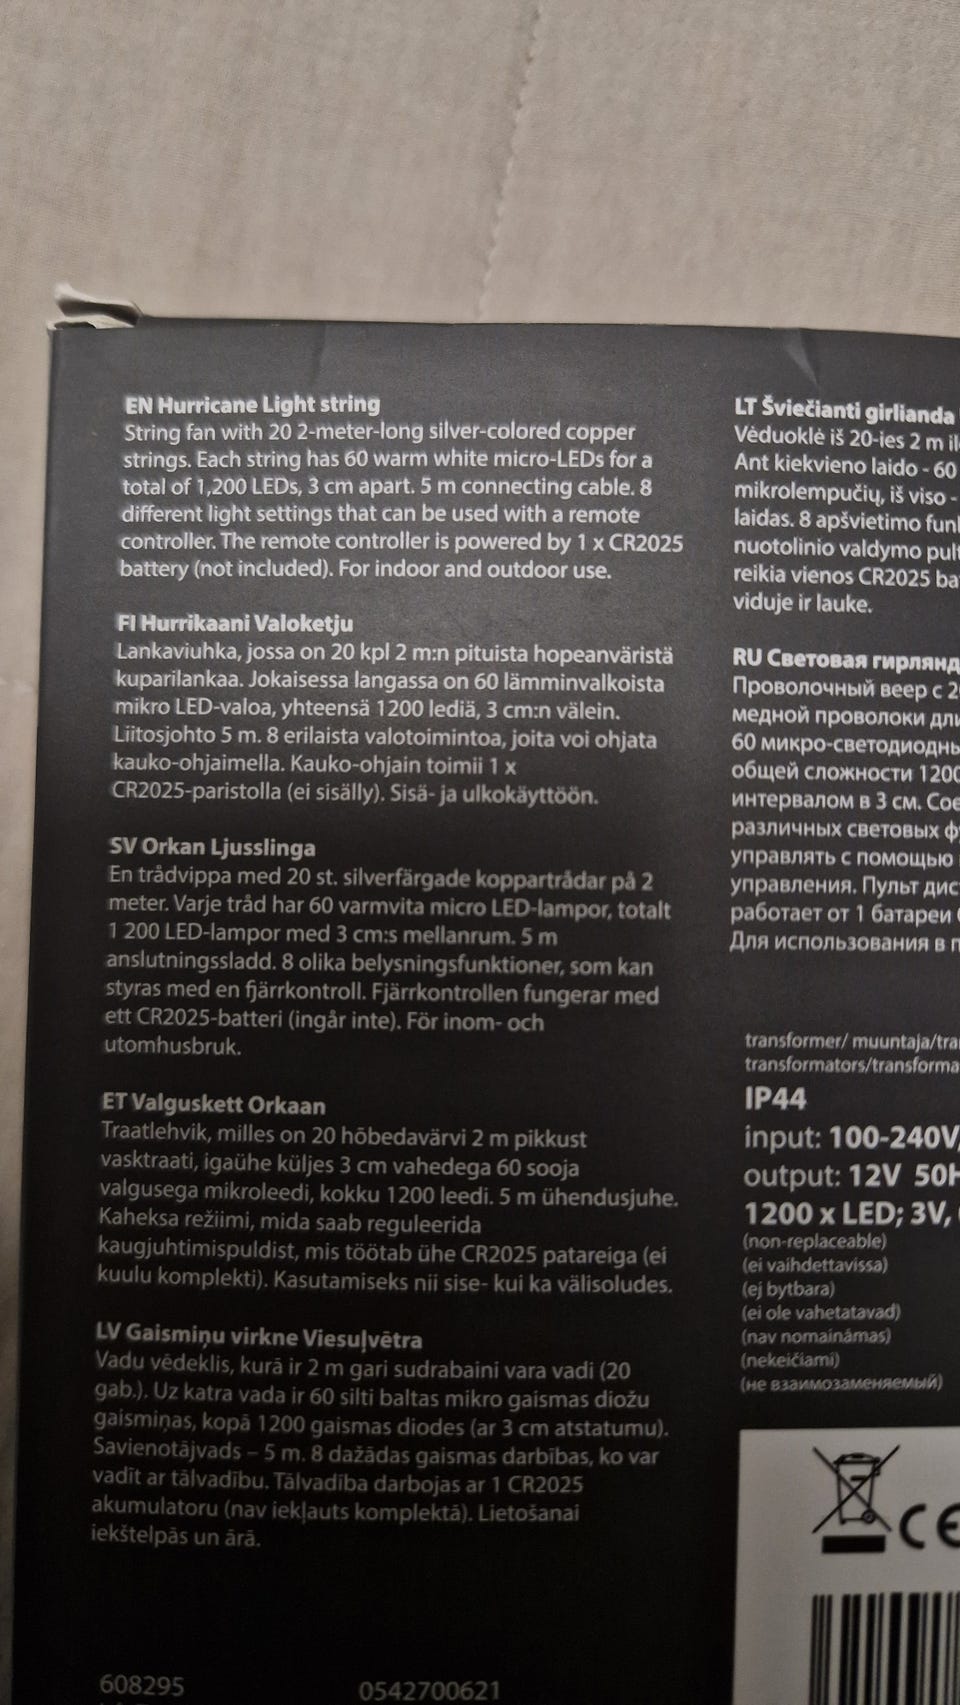 EN Hurricane Light string
String fan with 20 2-meter-long silver-colored copper
strings. Each string has 60 warm white micro-LEDs for a
total of 1,200 LEDs, 3 cm apart. 5 m connecting cable. 8
different light settings that can be used with a remote
controller. The remote controller is powered by 1 x CR2025
battery (not included). For indoor and outdoor use.
FI Hurrikaani Valoketju
Lankaviuhka, jossa on 20 kpl 2 m:n pituista hopeanväristä
kuparilankaa. Jokaisessa langassa on 60 lämminvalkoista
mikro LED-valoa, yhteensä 1200 lediä, 3 cm:n välein.
Liitosjohto 5 m. 8 erilaista valotoimintoa, joita voi ohjata
kauko-ohjaimella. Kauko-ohjain toimii 1 x
CR2025-paristolla (ei sisälly). Sisä- ja ulkokäyttöön.
SV Orkan Ljusslinga
En trådvippa med 20 st. silverfärgade koppartrådar på 2
meter. Varje tråd har 60 varmvita micro LED-lampor, totalt
1 200 LED-lampor med 3 cm:s mellanrum. 5 m
anslutningssladd. 8 olika belysningsfunktioner, som kan
styras med en fjärrkontroll. Fjärrkontrollen fungerar med
ett CR2025-batteri (ingår inte). För inom- och
utomhusbruk.
ET Valguskett Orkaan
Traatlehvik, milles on 20 hõbedavärvi 2 m pikkust
vasktraati, igaühe küljes 3 cm vahedega 60 sooja
valgusega mikroleedi, kokku 1200 leedi. 5 m ühendusjuhe.
Kaheksa režiimi, mida saab reguleerida
kaugjuhtimispuldist, mis töötab ühe CR2025 patareiga (ei
kuulu komplekti). Kasutamiseks nii sise- kui ka välisoludes.
LV Gaismiņu virkne Viesuļvētra
Vadu vēdeklis, kurā ir 2 m gari sudrabaini vara vadi (20
gab.). Uz katra vada ir 60 silti baltas mikro gaismas diožu
gaismiņas, kopā 1200 gaismas diodes (ar 3 cm atstatumu).
Savienotājvads – 5 m. 8 dažādas gaismas darbības, ko var
vadīt ar tālvadību. Tālvadība darbojas ar 1 CR2025
akumulatoru (nav iekļauts komplektā). Lietošanai
iekštelpās un ārā.
608295
0542700621
LT Šviečianti girlianda
Vėduoklė iš 20-ies 2 m il
Ant kiekvieno laido - 60
mikrolempučių, iš viso -
laidas. 8 apšvietimo fun
nuotolinio valdymo pult
reikia vienos CR2025 ba
viduje ir lauke.
RU Световая гирлянд
Проволочный веер с 2
медной проволоки дли
60 микро-светодиодны
общей сложности 1200
интервалом в 3 см. Сое
различных световых ф
управлять с помощью
управления. Пульт дис
работает от 1 батареи
Для использования в п
transformer/ muuntaja/tra
transformators/transforma
IP44
input: 100-240V,
output: 12V 50H
1200 x LED; 3V,
(non-replaceable)
(ei vaihdettavissa)
(ej bytbara)
(ei ole vahetatavad)
(nav nomaināmas)
(nekeičiami)
(не взаимозаменяемый)
CE